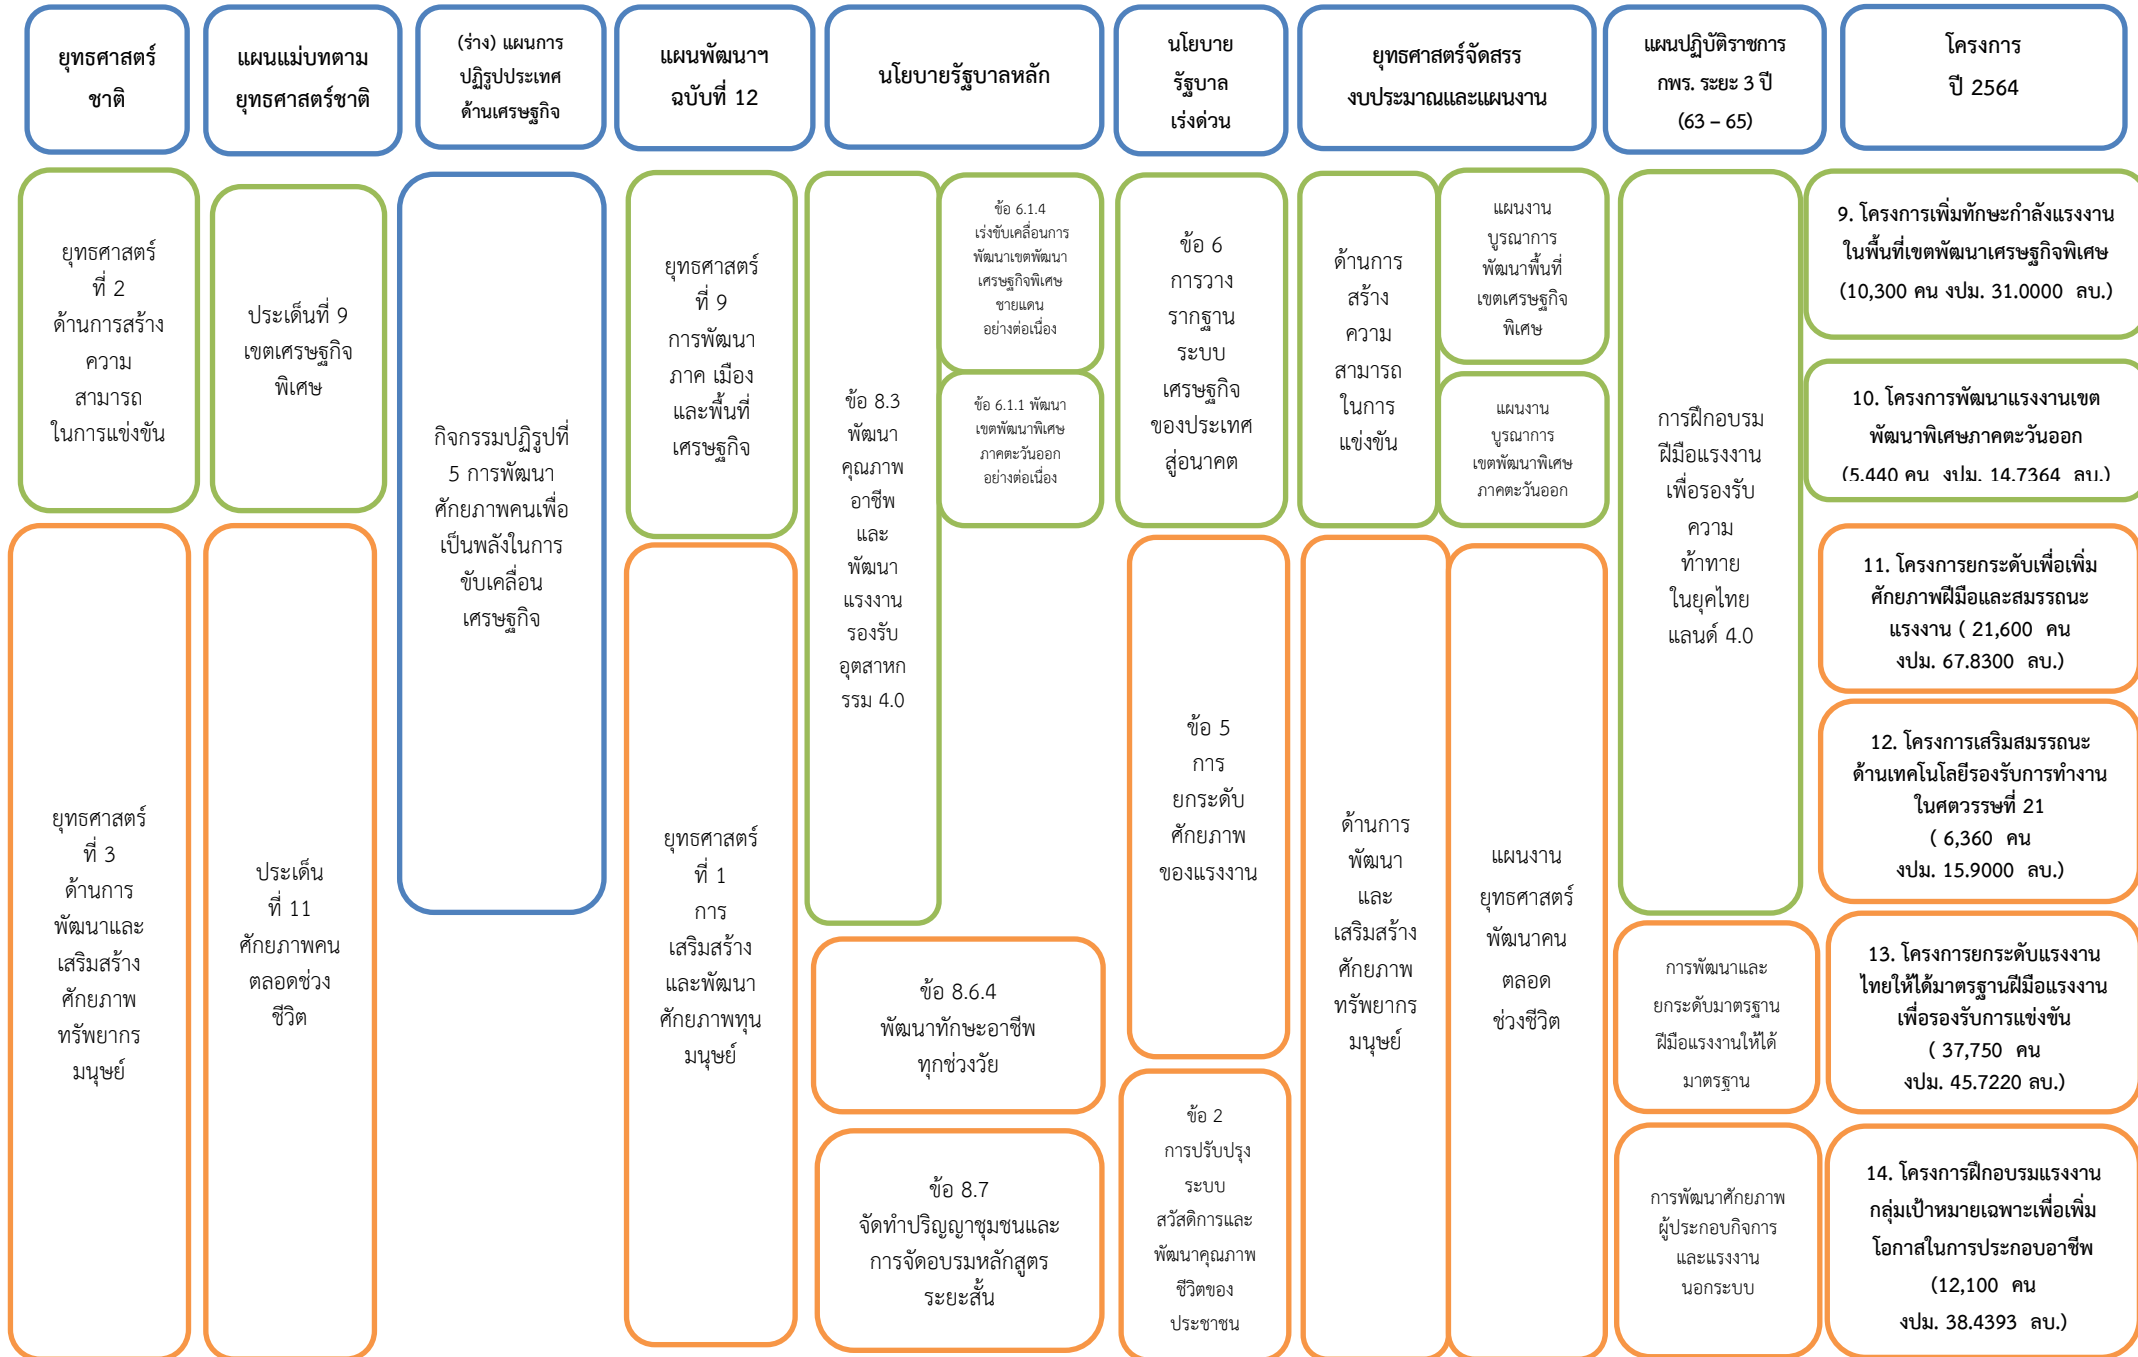 ยุทธศาสตร์
ชาติ
แผนแม่บทตาม
ยุทธศาสตร์ชาติ
(ร่าง) แผนการ
ปฏิรูปประเทศ
ด้านเศรษฐกิจ
แผนพัฒนาฯ
ฉบับที่ 12
นโยบายรัฐบาลหลัก
นโยบาย
รัฐบาล
เร่งด่วน
ยุทธศาสตร์จัดสรร
งบประมาณและแผนงาน
แผนปฏิบัติราชการ
กพร. ระยะ 3 ปี
(63 – 65)
โครงการ
ปี 2564
ยุทธศาสตร์
ที่ 2
ด้านการสร้าง
ความ
สามารถ
ในการแข่งขัน
ประเด็นที่ 9
เขตเศรษฐกิจ
พิเศษ
กิจกรรมปฏิรูปที่
5 การพัฒนา
ศักยภาพคนเพื่อ
เป็นพลังในการ
ขับเคลื่อน
เศรษฐกิจ
ยุทธศาสตร์
ที่ 9
การพัฒนา
ภาค เมือง
และพื้นที่
เศรษฐกิจ
ข้อ 8.3
พัฒนา
คุณภาพ
อาชีพ
และ
พัฒนา
แรงงาน
รองรับ
อุตสาหก
รรม 4.0
ข้อ 6.1.4
เร่งขับเคลื่อนการ
พัฒนาเขตพัฒนา
เศรษฐกิจพิเศษ
ชายแดน
อย่างต่อเนื่อง
ข้อ 6.1.1 พัฒนา
เขตพัฒนาพิเศษ
ภาคตะวันออก
อย่างต่อเนื่อง
ข้อ 6
การวาง
รากฐาน
ระบบ
เศรษฐกิจ
ของประเทศ
สู่อนาคต
ด้านการ
สร้าง
ความ
สามารถ
ในการ
แข่งขัน
แผนงาน
บูรณาการ
พัฒนาพื้นที่
เขตเศรษฐกิจ
พิเศษ
แผนงาน
บูรณาการ
เขตพัฒนาพิเศษ
ภาคตะวันออก
การฝึกอบรม
ฝีมือแรงงาน
เพื่อรองรับ
ความ
ท้าทาย
ในยุคไทย
แลนด์ 4.0
9. โครงการเพิ่มทักษะกำลังแรงงาน
ในพื้นที่เขตพัฒนาเศรษฐกิจพิเศษ
(10,300 คน งปม. 31.0000 ลบ.)
10. โครงการพัฒนาแรงงานเขต
พัฒนาพิเศษภาคตะวันออก
(5,440 คน งปม. 14.7364 ลบ.)
11. โครงการยกระดับเพื่อเพิ่ม
ศักยภาพฝีมือและสมรรถนะ
แรงงาน ( 21,600 คน
งปม. 67.8300 ลบ.)
12. โครงการเสริมสมรรถนะ
ด้านเทคโนโลยีรองรับการทำงาน
ในศตวรรษที่ 21
( 6,360 คน
งปม. 15.9000 ลบ.)
ยุทธศาสตร์
ที่ 3
ด้านการ
พัฒนาและ
เสริมสร้าง
ศักยภาพ
ทรัพยากร
มนุษย์
ประเด็น
ที่ 11
ศักยภาพคน
ตลอดช่วง
ชีวิต
ยุทธศาสตร์
ที่ 1
การ
เสริมสร้าง
และพัฒนา
ศักยภาพทุน
มนุษย์
ข้อ 8.6.4
พัฒนาทักษะอาชีพ
ทุกช่วงวัย
ข้อ 8.7
จัดทำปริญญาชุมชนและ
การจัดอบรมหลักสูตร
ระยะสั้น
ข้อ 5
การ
ยกระดับ
ศักยภาพ
ของแรงงาน
ข้อ 2
การปรับปรุง
ระบบ
สวัสดิการและ
พัฒนาคุณภาพ
ชีวิตของ
ประชาชน
ด้านการ
พัฒนา
และ
เสริมสร้าง
ศักยภาพ
ทรัพยากร
มนุษย์
แผนงาน
ยุทธศาสตร์
พัฒนาคน
ตลอด
ช่วงชีวิต
การพัฒนาและ
ยกระดับมาตรฐาน
ฝีมือแรงงานให้ได้
มาตรฐาน
การพัฒนาศักยภาพ
ผู้ประกอบกิจการ
และแรงงาน
นอกระบบ
13. โครงการยกระดับแรงงาน
ไทยให้ได้มาตรฐานฝีมือแรงงาน
เพื่อรองรับการแข่งขัน
( 37,750 คน
งปม. 45.7220 ลบ.)
14. โครงการฝึกอบรมแรงงาน
กลุ่มเป้าหมายเฉพาะเพื่อเพิ่ม
โอกาสในการประกอบอาชีพ
(12,100 คน
งปม. 38.4393 ลบ.)